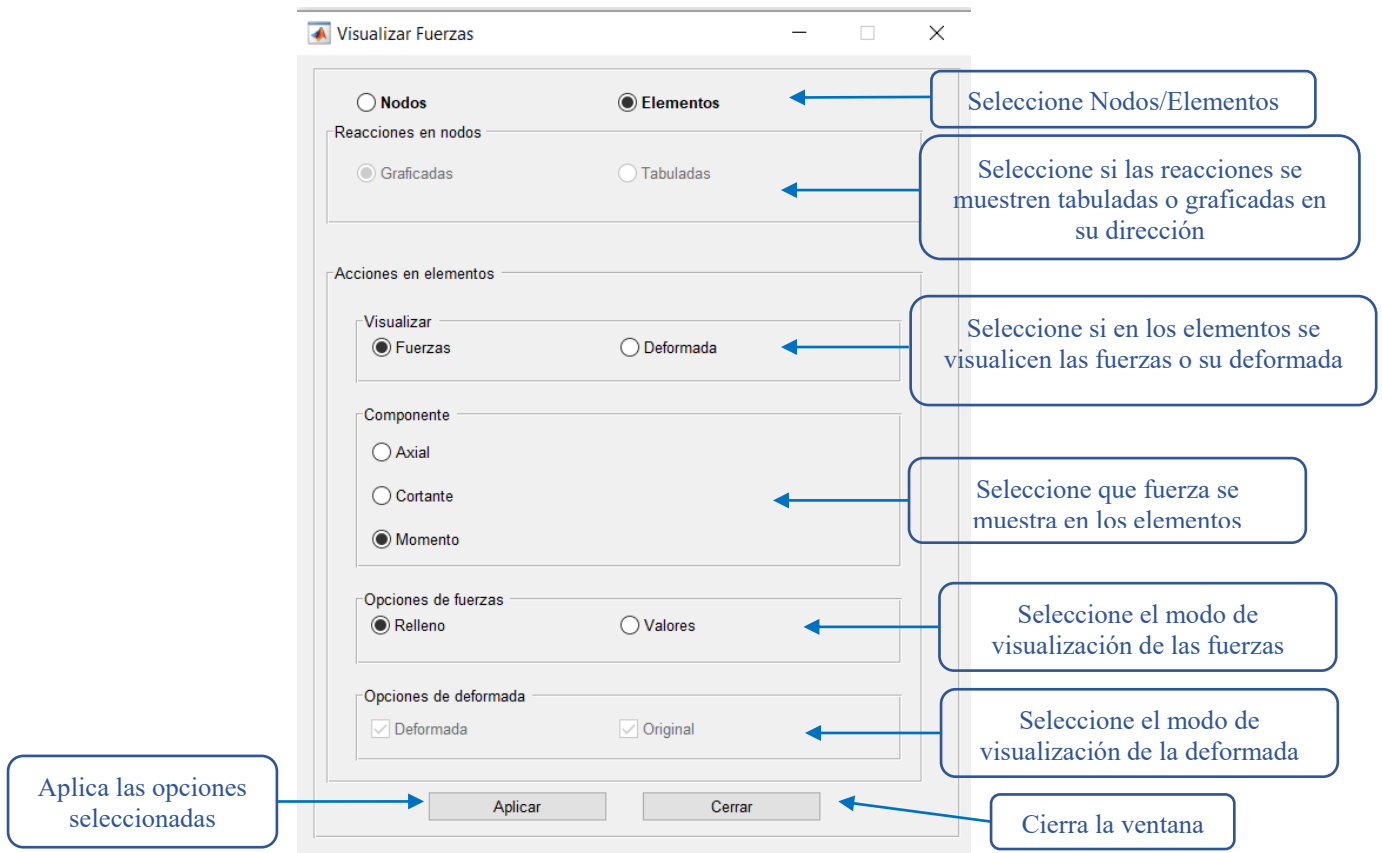 Visualizar Fuerzas
Nodos
Elementos
Seleccione Nodos/Elementos
Reacciones en nodos
Graficadas
Tabuladas
Seleccione si las reacciones se
muestren tabuladas o graficadas en
su dirección
Acciones en elementos
Visualizar
Fuerzas
Deformada
Seleccione si en los elementos se
visualicen las fuerzas o su deformada
Componente
Axial
Cortante
Momento
Seleccione que fuerza se
muestra en los elementos
Opciones de fuerzas
Relleno
Valores
Seleccione el modo de
visualización de las fuerzas
Opciones de deformada
Deformada
Original
Seleccione el modo de
visualización de la deformada
Aplica las opciones
seleccionadas
Aplicar
Cerrar
Cierra la ventana